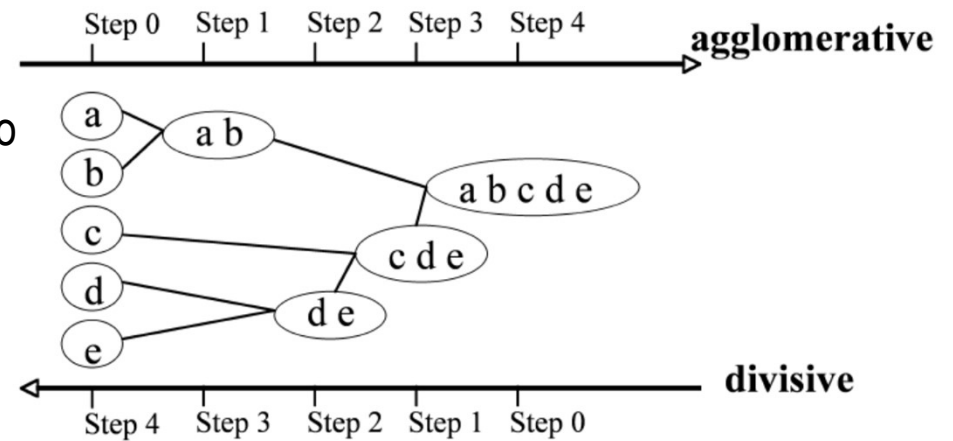 Step 0 Step 1 Step 2 Step 3 Step 4
agglomerative
a
o
a b
b
a b c d e
c
c d e
d
d e
e
divisive
Step 4 Step 3 Step 2 Step 1 Step 0